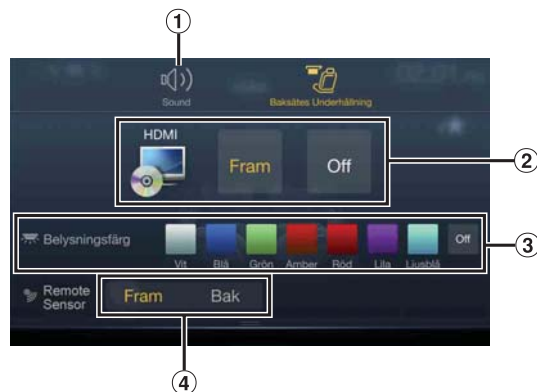 ①
Sound
Baksätes Underhållning
HDMI
Fram
Off
②
Belysningsfärg
Vit
Blå
Grön
Amber
Röd
Lila
Ljusblå
Off
③
Remote
Sensor
Fram
Bak
④